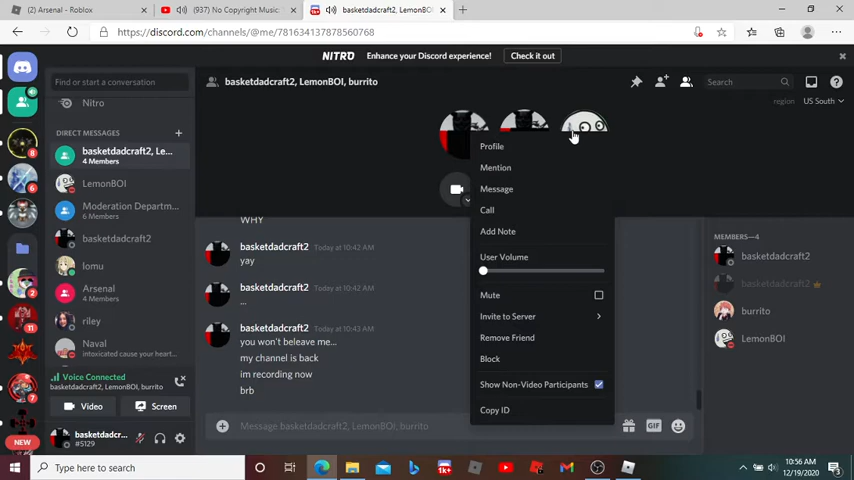 (2) Arsenal - Roblox
(937) No Copyright Music
basketdadcraft2, LemonBOI,
https://discord.com/channels/@me/781634137878560768
NITRO Enhance your Discord experience! Check it out
Find or start a conversation
basketdadcraft2, LemonBOI, burrito
Search
region US South
Nitro
DIRECT MESSAGES
basketdadcraft2, Le...
4 Members
LemonBOI
Moderation Departm...
6 Members
basketdadcraft2
lomu
Arsenal
4 Members
riley
Naval
intoxicated cause your heart...
Voice Connected
basketdadcraft2, LemonBOI, burrito
Video
Screen
basketdadc...
#5129
NEW
WHY
basketdadcraft2 Today at 10:42 AM
yay
basketdadcraft2 Today at 10:42 AM
...
basketdadcraft2 Today at 10:43 AM
you won't beleave me...
my channel is back
im recording now
brb
Message basketdadcraft2, LemonBOI, burrito
GIF
Profile
Mention
Message
Call
Add Note
User Volume
Mute
Invite to Server
Remove Friend
Block
Show Non-Video Participants
Copy ID
MEMBERS—4
basketdadcraft2
basketdadcraft2
burrito
LemonBOI
Type here to search
10:56 AM
12/19/2020